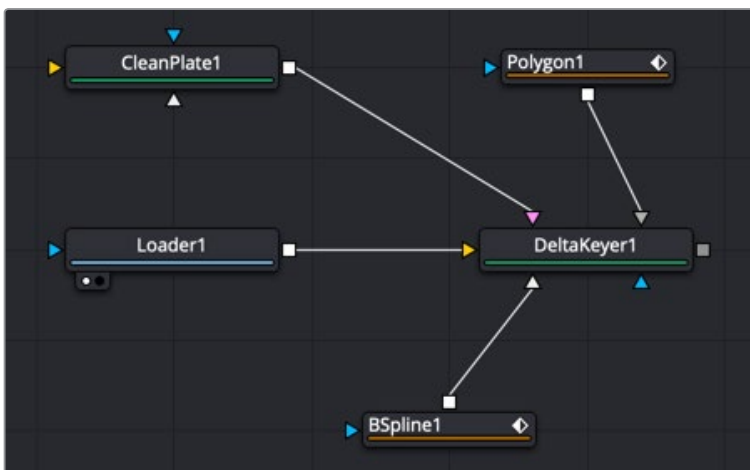 CleanPlate1
Polygon1
Loader1
DeltaKeyer1
BSpline1